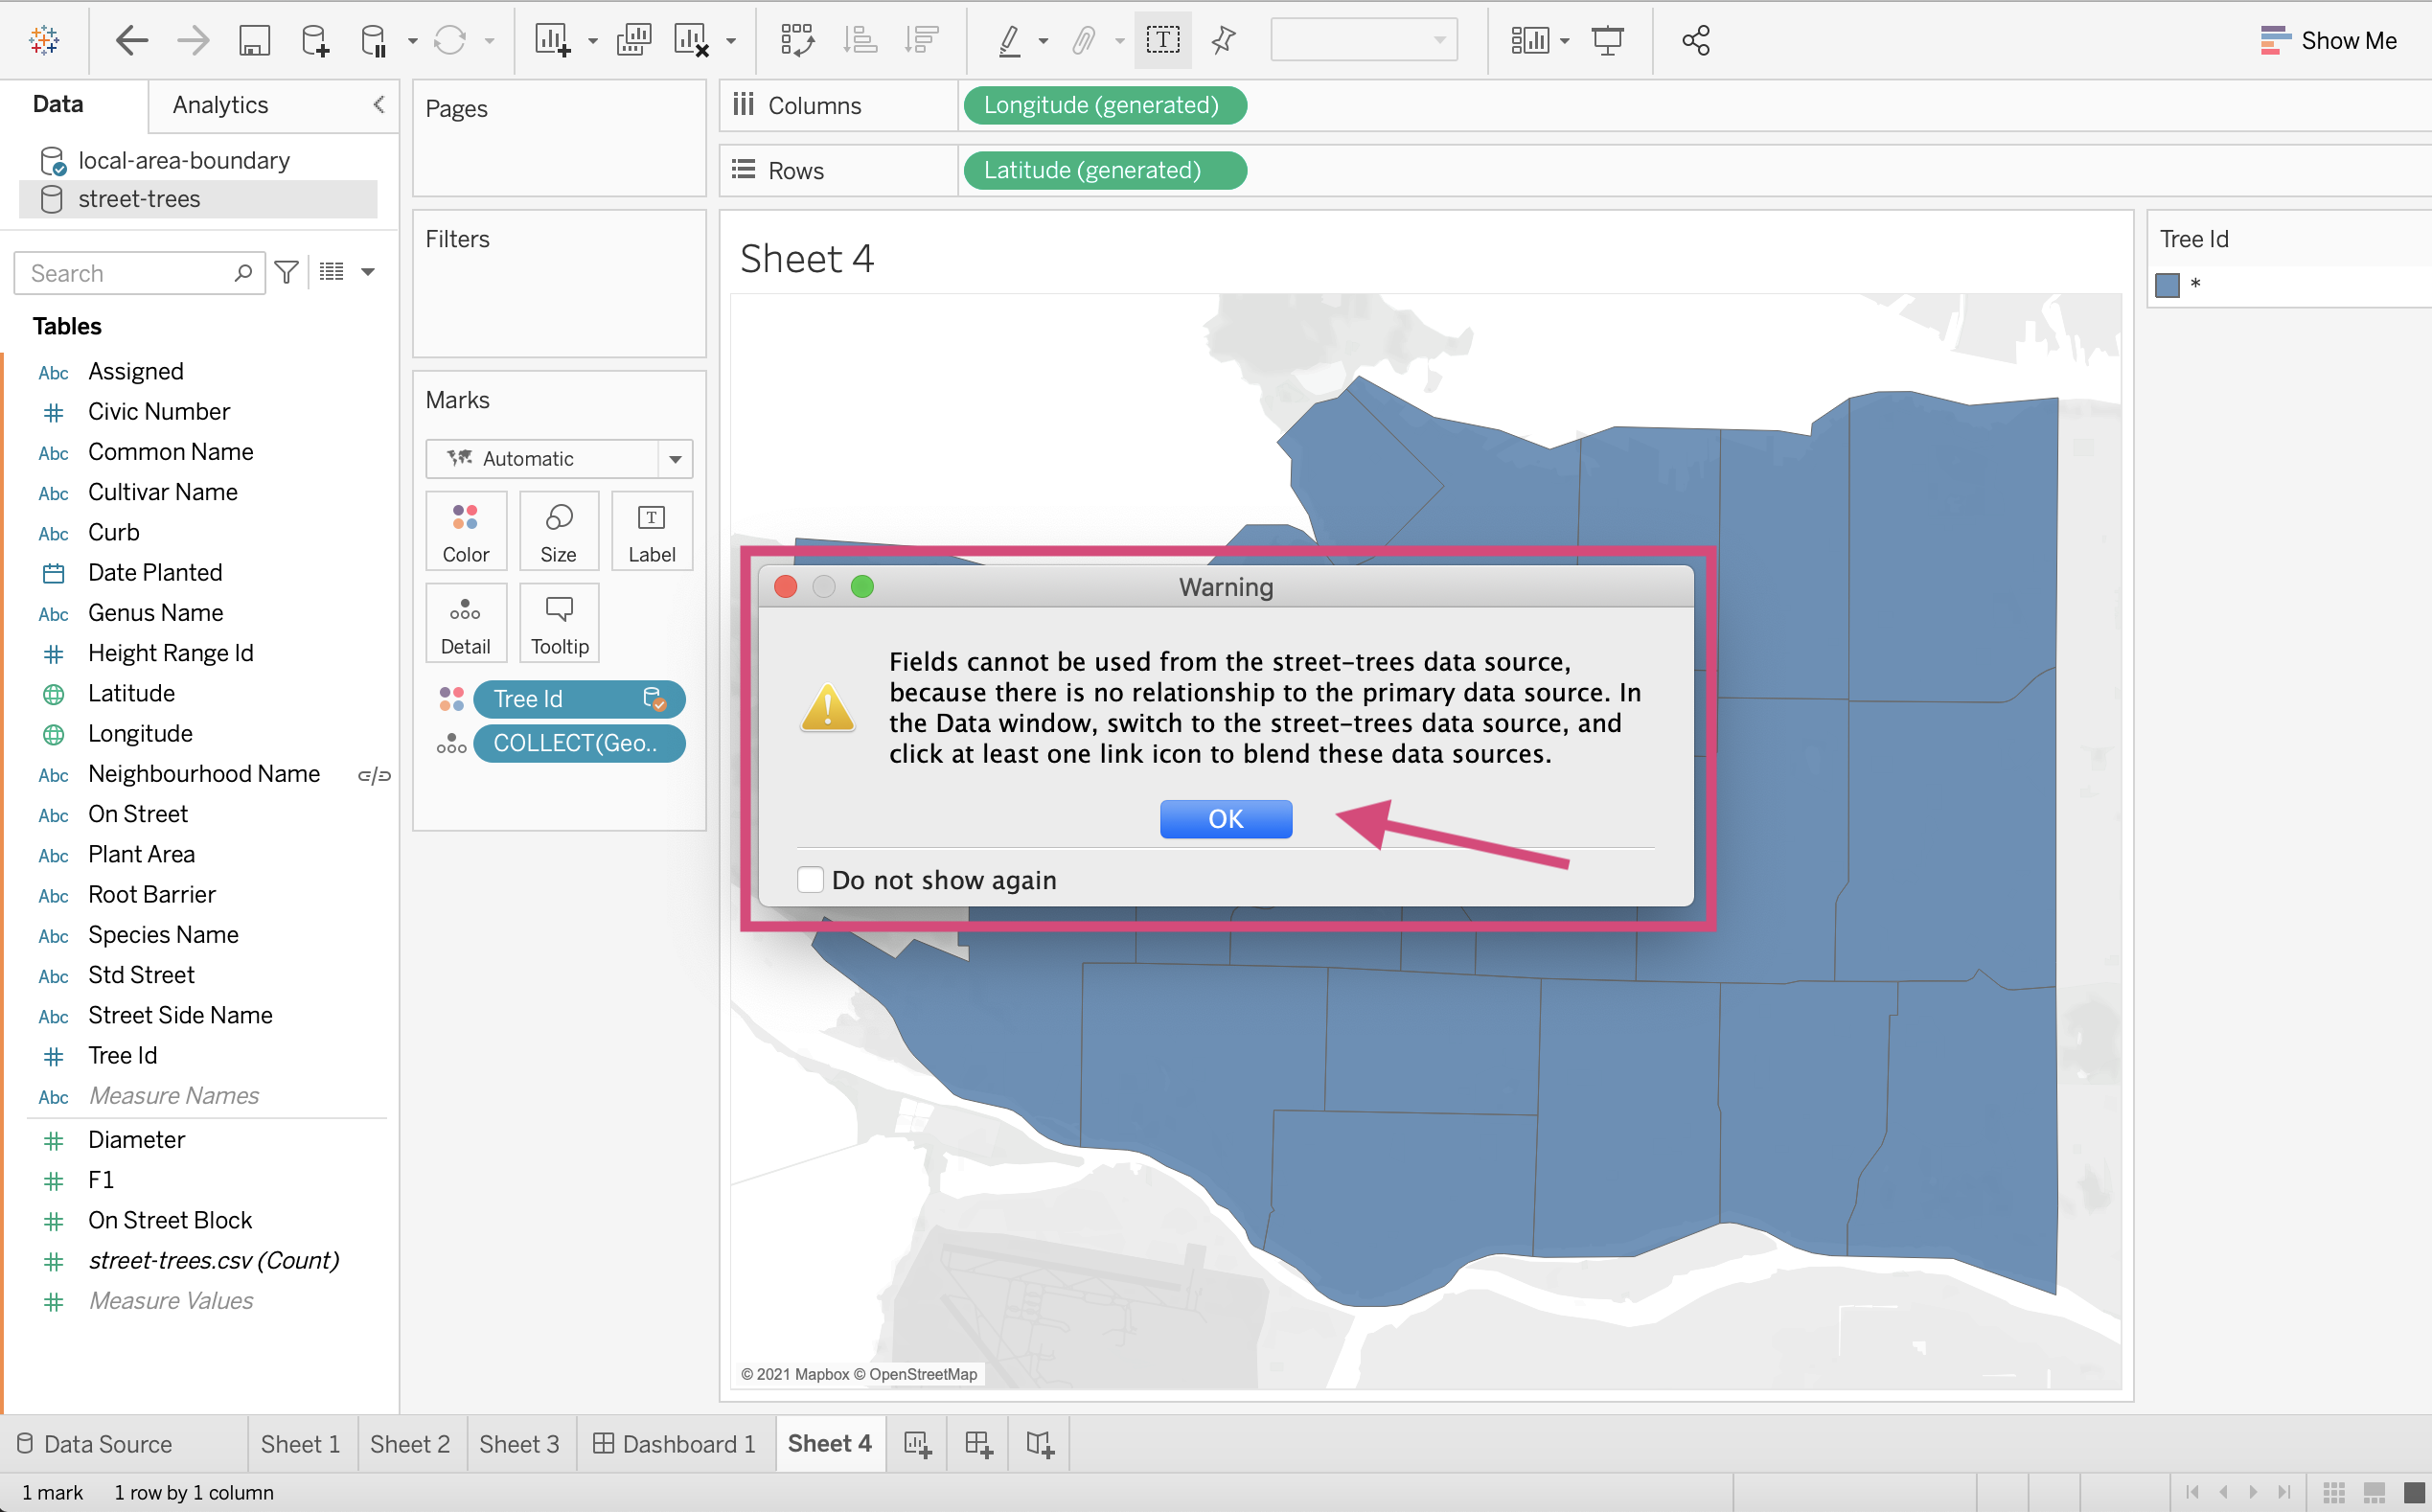 Show Me
Data
Analytics
local-area-boundary
street-trees
Search
Tables
Abc Assigned
Civic Number
Abc Common Name
Abc Cultivar Name
Abc Curb
Date Planted
Abc Genus Name
Height Range Id
Latitude
Longitude
Abc Neighbourhood Name
Abc On Street
Abc Plant Area
Abc Root Barrier
Abc Species Name
Abc Std Street
Abc Street Side Name
# Tree Id
Abc Measure Names
# Diameter
# F1
# On Street Block
# street-trees.csv (Count)
# Measure Values
Pages
Filters
Marks
Automatic
Color
Size
Label
Detail
Tooltip
Tree Id
COLLECT(Geo..
Columns
Longitude (generated)
Rows
Latitude (generated)
Sheet 4
Warning
Fields cannot be used from the street-trees data source,
because there is no relationship to the primary data source. In
the Data window, switch to the street-trees data source, and
click at least one link icon to blend these data sources.
OK
Do not show again
© 2021 Mapbox © OpenStreetMap
Tree Id
*
Data Source
Sheet 1
Sheet 2
Sheet 3
Dashboard 1
Sheet 4
1 mark
1 row by 1 column